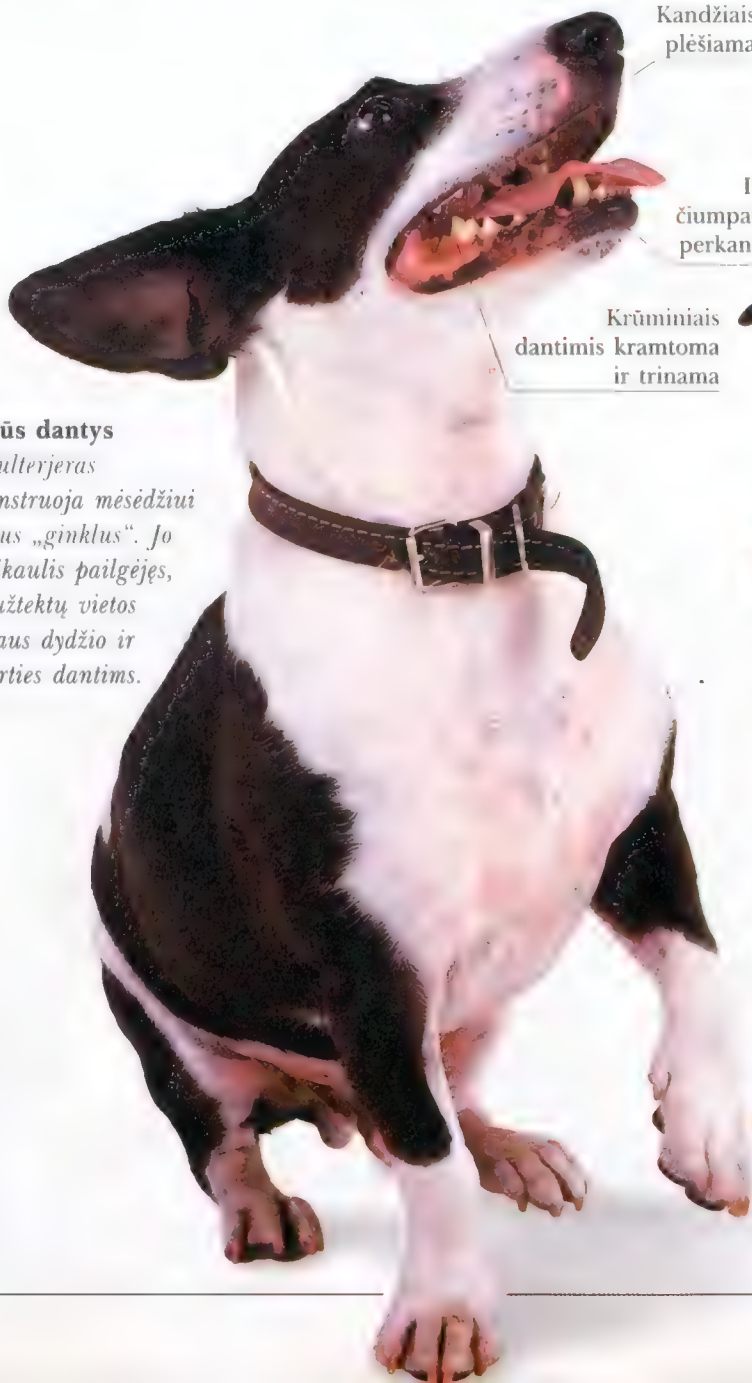 Kandžiais
plėšiama
I
čiumpa
perkan
Krūminiais
dantimis kramtoma
ir trinama
ūs dantys
ulterjeras
nstruoja mėsėdžiui
us „ginklus“. Jo
kaulis pailgėjęs,
užtektų vietos
aus dydžio ir
rties dantims.